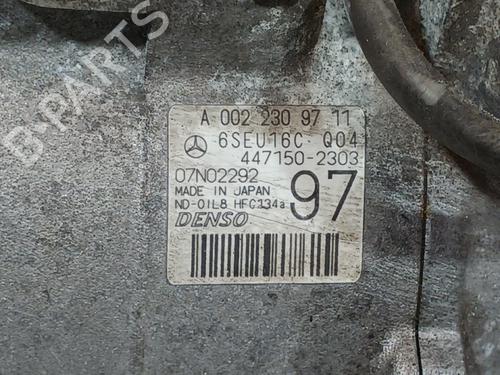 B-PARTS
A 002 230 97 11
6SEU16C Q04
447150-2303
07N02292
MADE IN JAPAN
ND-OIL8 HFC134a
97
DENSO